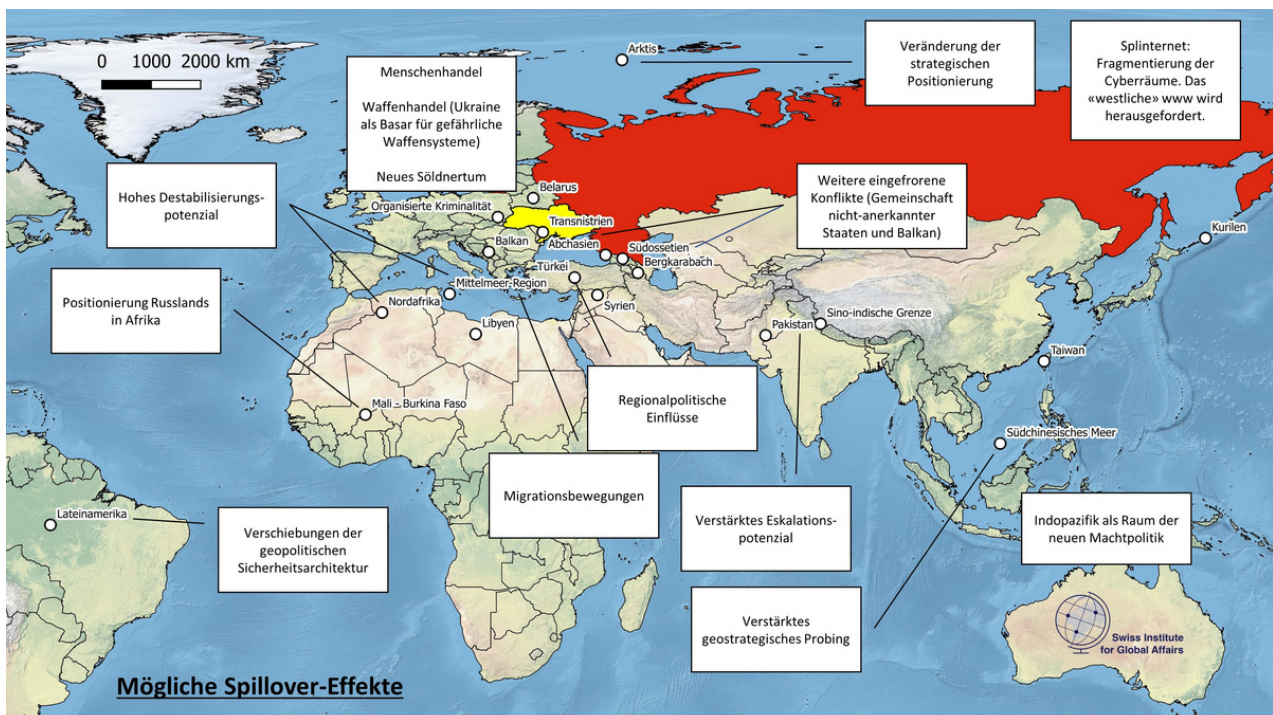 0 1000 2000 km
Arktis
Veränderung der
strategischen
Positionierung
Splinternet:
Fragmentierung der
Cyberräume. Das
«westliche» www wird
herausgefordert.
Menschenhandel
Waffenhandel (Ukraine
als Basar für gefährliche
Waffensysteme)
Neues Söldnertum
Hohes Destabilisierungs-
potenzial
Belarus
Organisierte Kriminalität
Transnistrien
Balkan
Abchasien
Südossetien
Bergkarabach
Weitere eingefrorene
Konflikte (Gemeinschaft
nicht-anerkannter
Staaten und Balkan)
Kurilen
Türkei
Mittelmeer-Region
Nordafrika
Syrien
Libyen
Positionierung Russlands
in Afrika
Pakistan
Sino-indische Grenze
Taiwan
Mali - Burkina Faso
Regionalpolitische
Einflüsse
Südchinesisches Meer
Migrationsbewegungen
Lateinamerika
Verschiebungen der
geopolitischen
Sicherheitsarchitektur
Verstärktes Eskalations-
potenzial
Indopazifik als Raum der
neuen Machtpolitik
Verstärktes
geostrategisches Probing
Swiss Institute
for Global Affairs
Mögliche Spillover-Effekte